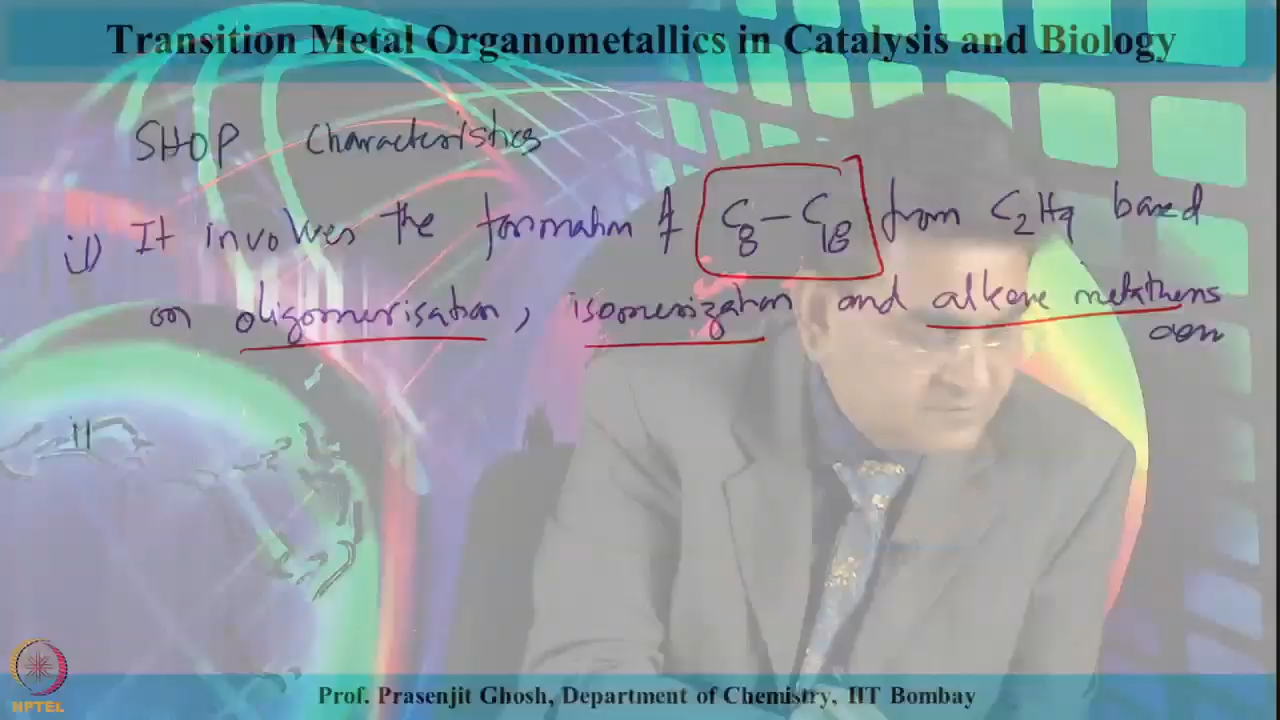 Transition Metal Organometallics in Catalysis and Biology
SHOP Characteristics
i) It involves the formation of C8 – C18 from C2H4 based
on oligomerisation, isomerization and alkene metathesis
ii
NPTEL
Prof. Prasenjit Ghosh, Department of Chemistry, IIT Bombay